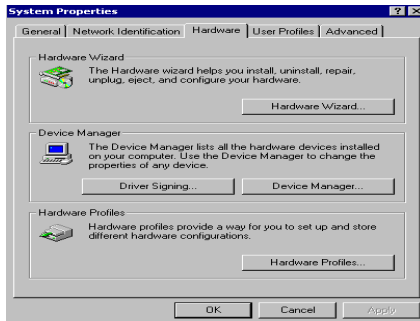 System Properties
General Network Identification Hardware User Profiles Advanced
Hardware Wizard
The Hardware wizard helps you install, uninstall, repair,
unplug, eject, and configure your hardware.
Hardware Wizard...
Device Manager
The Device Manager lists all the hardware devices installed
on your computer. Use the Device Manager to change the
properties of any device.
Driver Signing... Device Manager...
Hardware Profiles
Hardware profiles provide a way for you to set up and store
different hardware configurations.
Hardware Profiles...
OK Cancel Apply